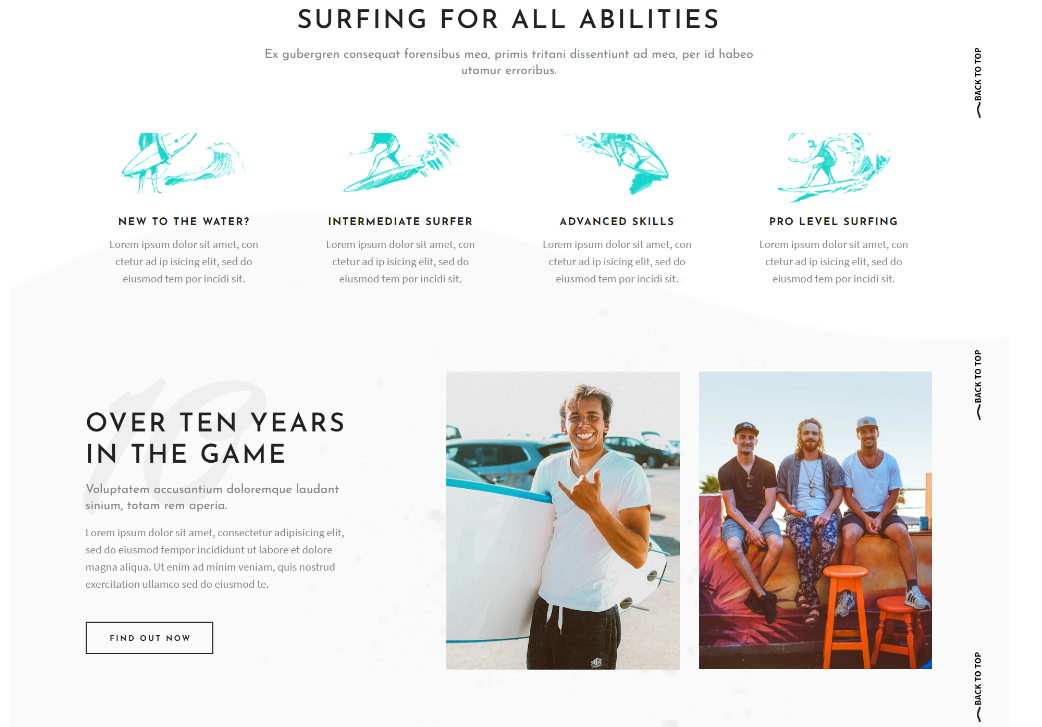 SURFING FOR ALL ABILITIES
Ex gubergren consequat forensibus mea, primis tritani dissentiunt ad mea, per id habeo
utamur erroribus.
BACK TO TOP
NEW TO THE WATER?
Lorem ipsum dolor sit amet, con
ctetur ad ip isicing elit, sed do
eiusmod tem por incidi sit.
INTERMEDIATE SURFER
Lorem ipsum dolor sit amet, con
ctetur ad ip isicing elit, sed do
eiusmod tem por incidi sit.
ADVANCED SKILLS
Lorem ipsum dolor sit amet, con
ctetur ad ip isicing elit, sed do
eiusmod tem por incidi sit.
PRO LEVEL SURFING
Lorem ipsum dolor sit amet, con
ctetur ad ip isicing elit, sed do
eiusmod tem por incidi sit.
BACK TO TOP
10
OVER TEN YEARS
IN THE GAME
Voluptatem accusantium doloremque laudant
sinium, totam rem aperia.
Lorem ipsum dolor sit amet, consectetur adipisicing elit,
sed do eiusmod tempor incididunt ut labore et dolore
magna aliqua. Ut enim ad minim veniam, quis nostrud
exercitation ullamco sed do eiusmod te.
FIND OUT NOW
BACK TO TOP